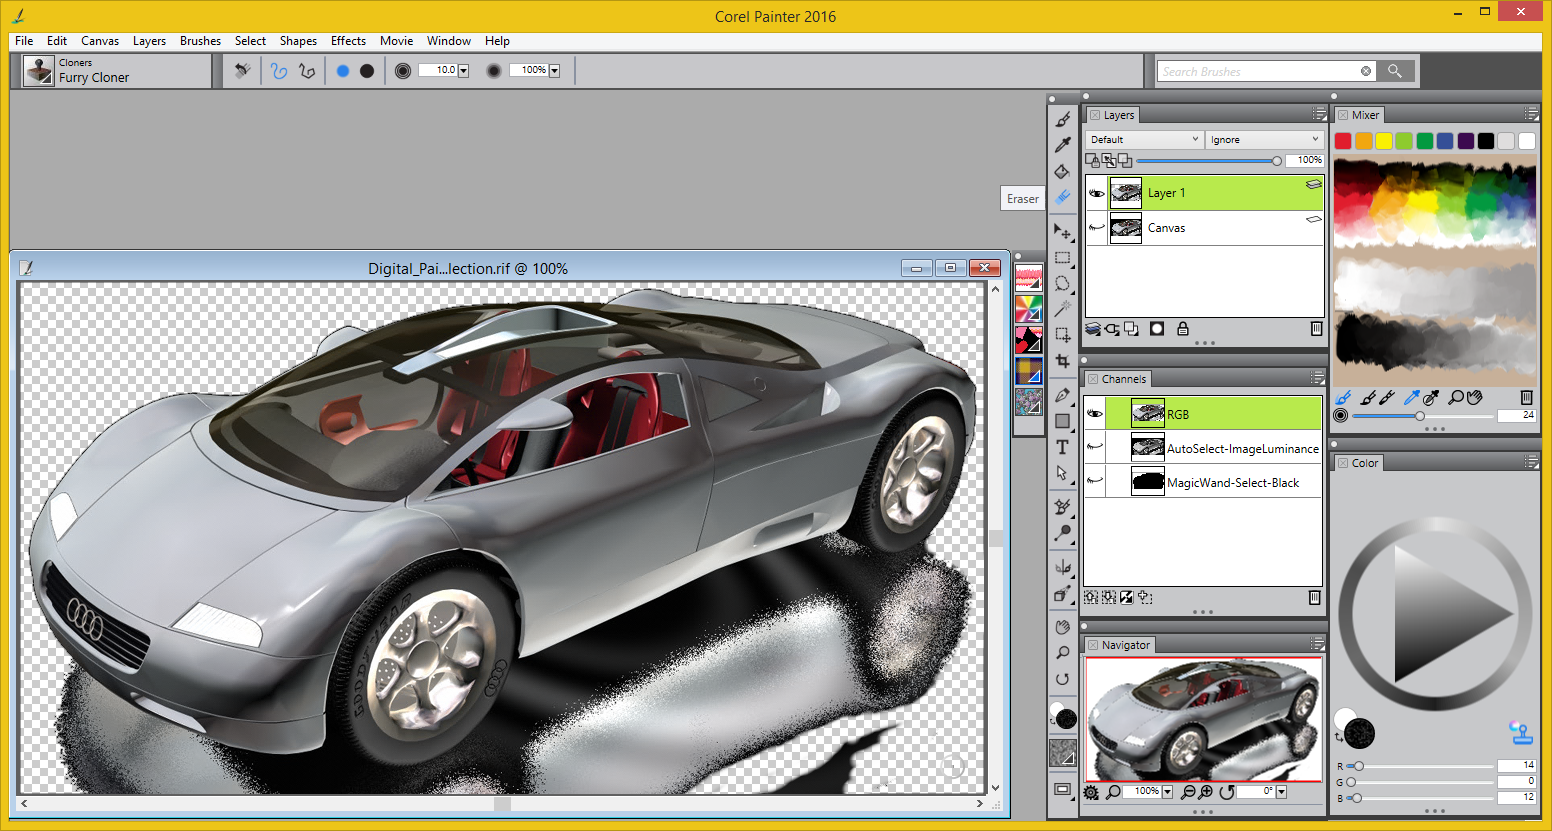 Corel Painter 2016
File Edit Canvas Layers Brushes Select Shapes Effects Movie Window Help
Cloners
Furry Cloner
10.0
100%
Search Brushes
Eraser
Digital_Pai...lection.rif @ 100%
Layers
Default
Ignore
100%
Layer 1
Canvas
Channels
RGB
AutoSelect-ImageLuminance
MagicWand-Select-Black
Navigator
100%
0°
Mixer
24
Color
R 14
G 0
B 12